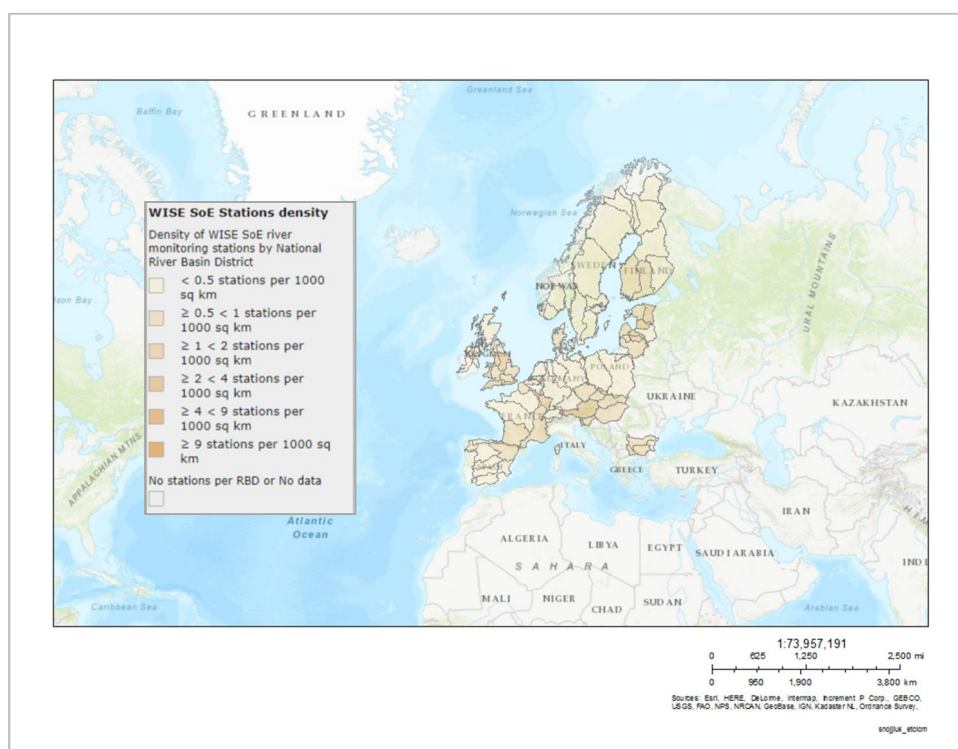 Greenland Sea
Baffin Bay
GREENLAND
WISE SoE Stations density
Density of WISE SoE river
monitoring stations by National
River Basin District
< 0.5 stations per 1000
sq km
≥ 0.5 < 1 stations per
1000 sq km
≥ 1 < 2 stations per
1000 sq km
≥ 2 < 4 stations per
1000 sq km
≥ 4 < 9 stations per
1000 sq km
≥ 9 stations per 1000 sq
km
No stations per RBD or No data
Norwegian Sea
SWEDEN
FINLAND
NORWAY
URAL MOUNTAINS
son Bay
POLAND
GERMANY
UKRAINE
KAZAKHSTAN
FRANCE
ITALY
SPAIN
GREECE
TURKEY
APPALACHIAN MTNS
IRAN
Atlantic
Ocean
ALGERIA
LIBYA
EGYPT
SAUDI ARABIA
INDI
SAHARA
MALI
NIGER
CHAD
SUDAN
Caribbean Sea
Arabian Sea
1:73,957,191
0 625 1,250 2,500 mi
0 950 1,900 3,800 km
Sources: Esri, HERE, DeLorme, Intermap, increment P Corp., GEBCO,
USGS, FAO, NPS, NRCAN, GeoBase, IGN, Kadaster NL, Ordnance Survey,